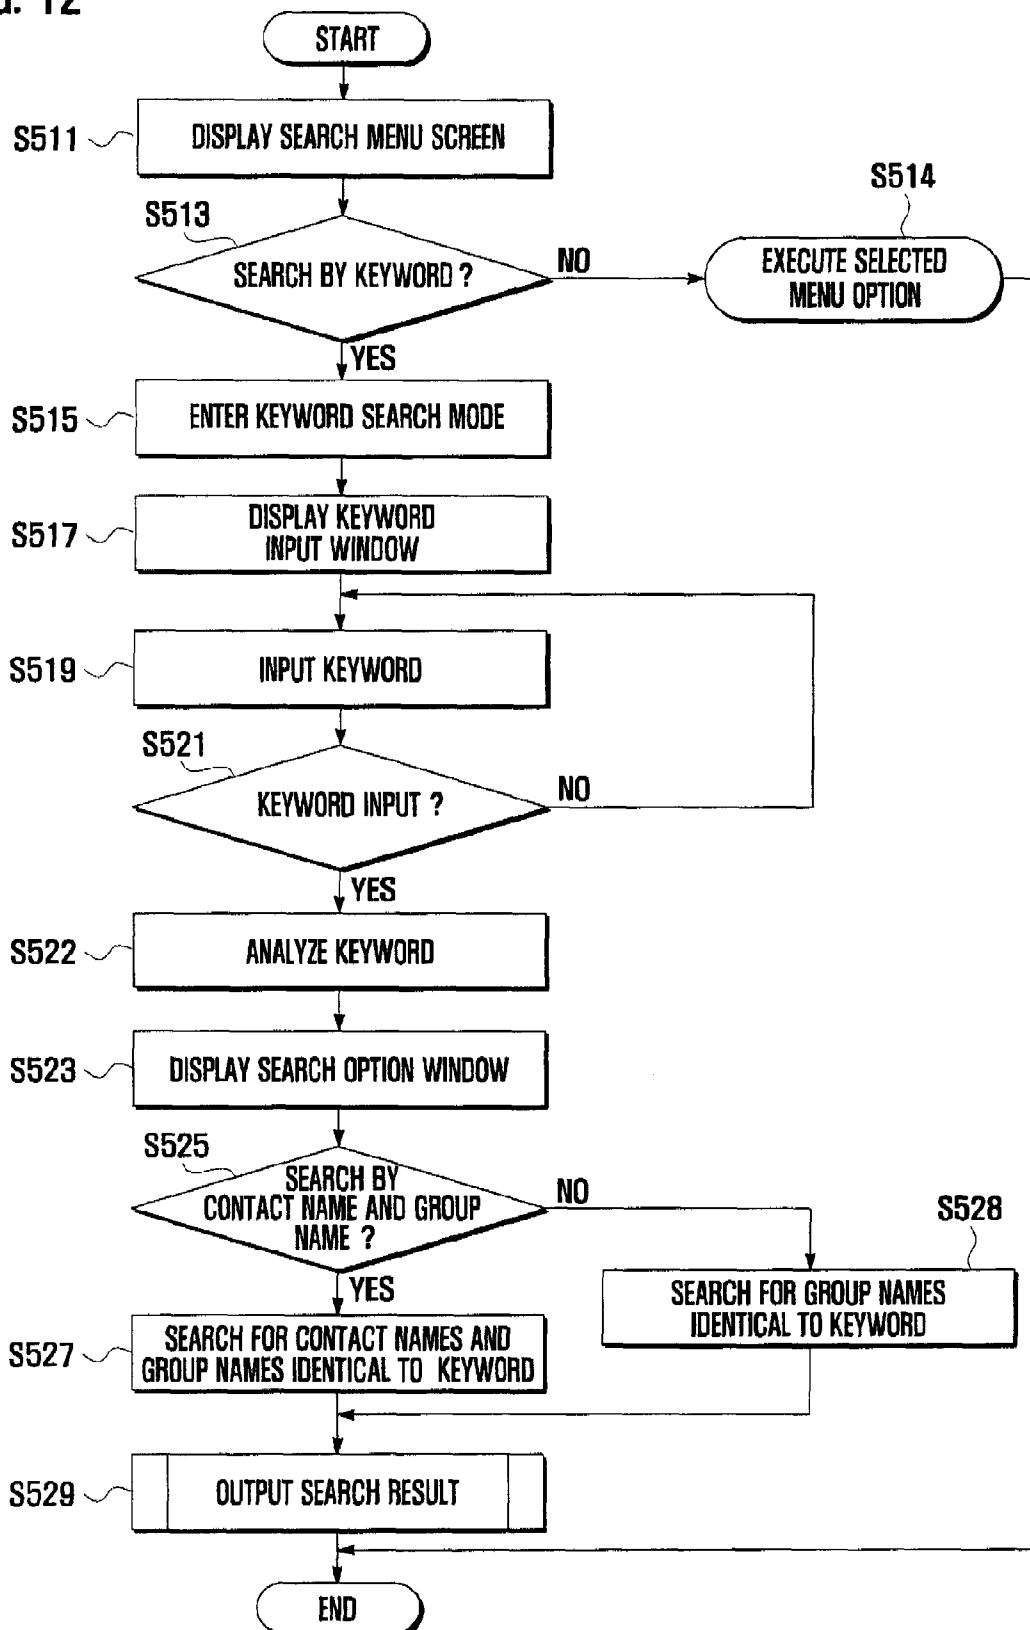 START
S511
DISPLAY SEARCH MENU SCREEN
S513
SEARCH BY KEYWORD ?
NO
S514
EXECUTE SELECTED
MENU OPTION
YES
S515
ENTER KEYWORD SEARCH MODE
S517
DISPLAY KEYWORD
INPUT WINDOW
S519
INPUT KEYWORD
S521
KEYWORD INPUT ?
NO
YES
S522
ANALYZE KEYWORD
S523
DISPLAY SEARCH OPTION WINDOW
S525
SEARCH BY
CONTACT NAME AND GROUP
NAME ?
NO
S528
SEARCH FOR GROUP NAMES
IDENTICAL TO KEYWORD
YES
S527
SEARCH FOR CONTACT NAMES AND
GROUP NAMES IDENTICAL TO KEYWORD
S529
OUTPUT SEARCH RESULT
END